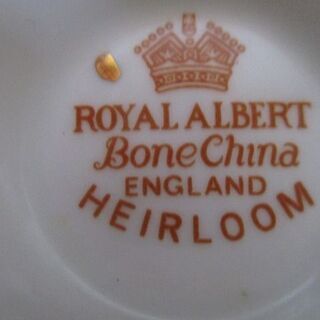 ROYAL ALBERT
Bone China
ENGLAND
HEIRLOOM